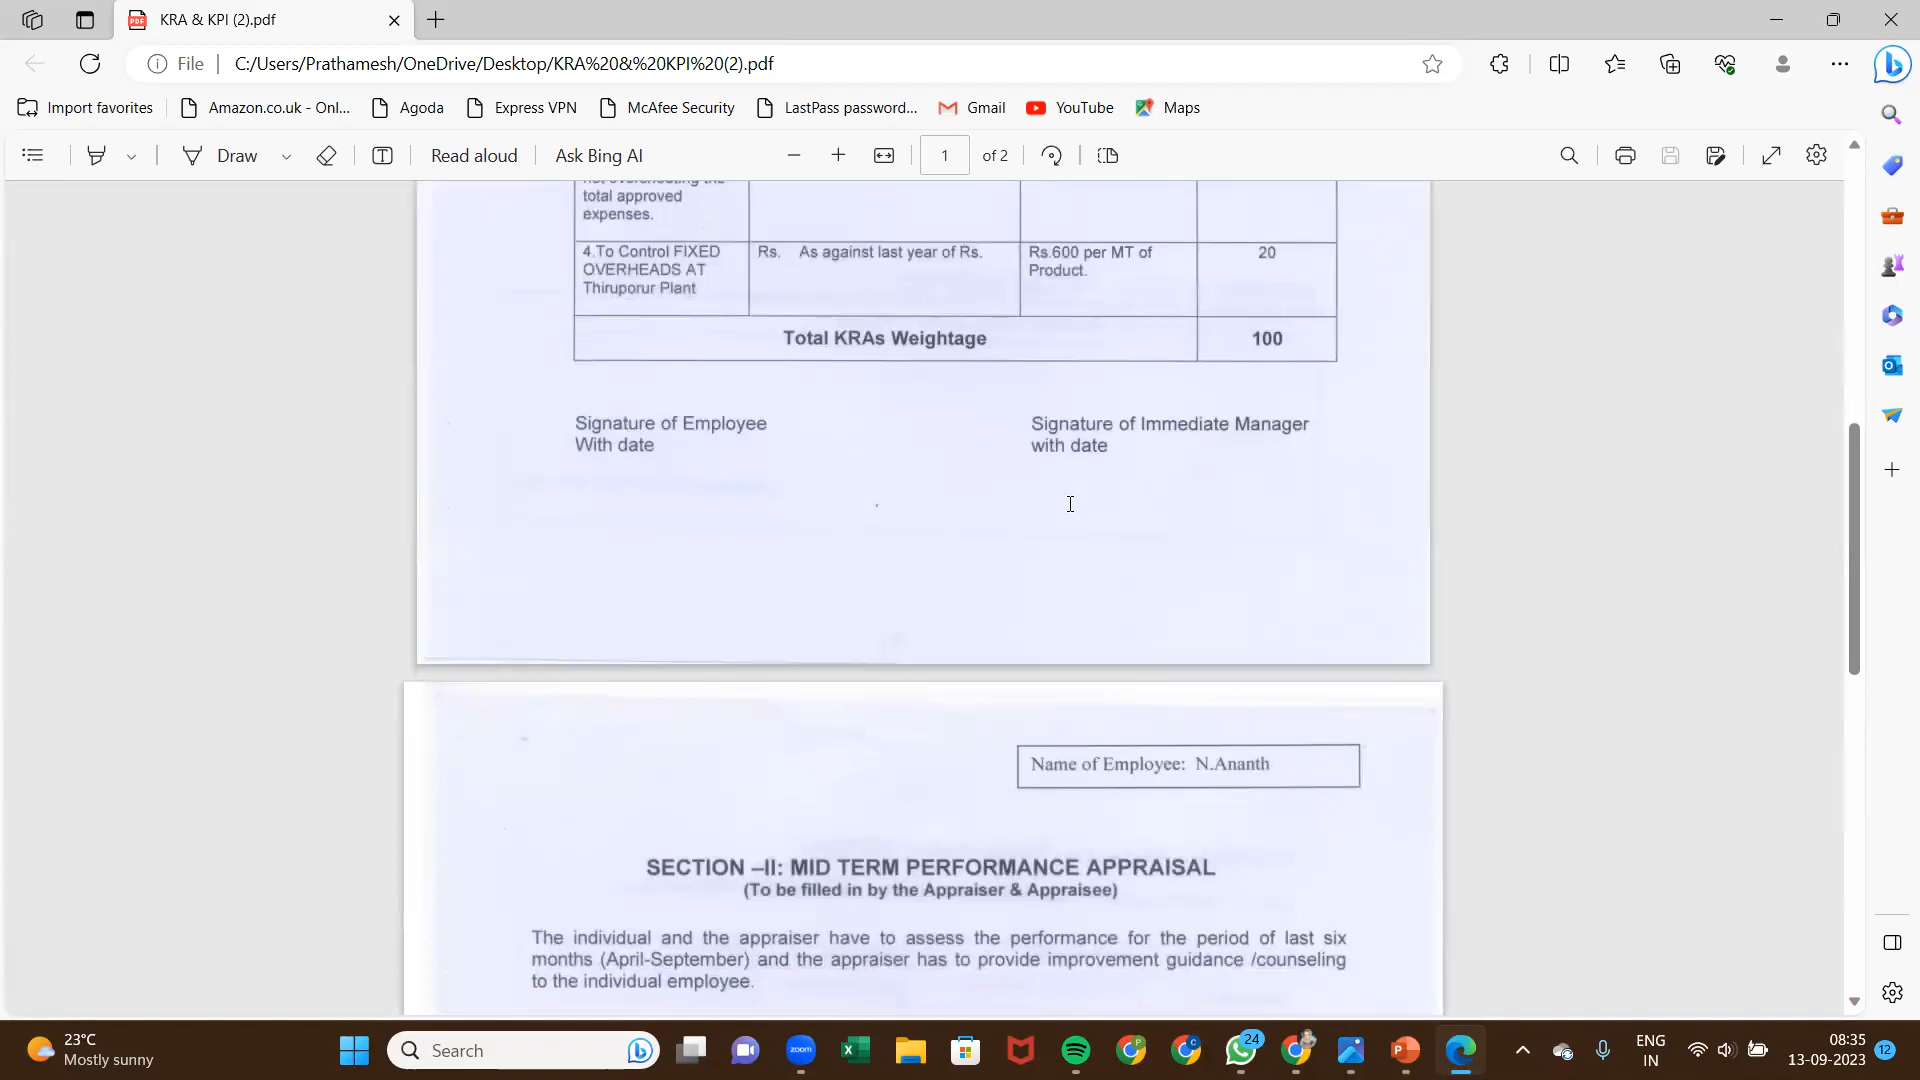 KRA & KPI (2).pdf
File
C:/Users/Prathamesh/OneDrive/Desktop/KRA%20&%20KPI%20(2).pdf
Import favorites
Amazon.co.uk - Onl...
Agoda
Express VPN
McAfee Security
LastPass password...
Gmail
YouTube
Maps
Draw
Read aloud
Ask Bing AI
1
of 2
total approved
expenses.
4.To Control FIXED
OVERHEADS AT
Thiruporur Plant
Rs. As against last year of Rs.
Rs.600 per MT of
Product.
20
Total KRAs Weightage
100
Signature of Employee
With date
Signature of Immediate Manager
with date
Name of Employee: N.Ananth
SECTION –II: MID TERM PERFORMANCE APPRAISAL
(To be filled in by the Appraiser & Appraisee)
The individual and the appraiser have to assess the performance for the period of last six
months (April-September) and the appraiser has to provide improvement guidance /counseling
to the individual employee.
23°C
Mostly sunny
Search
zoom
24
ENG
IN
08:35
13-09-2023
12